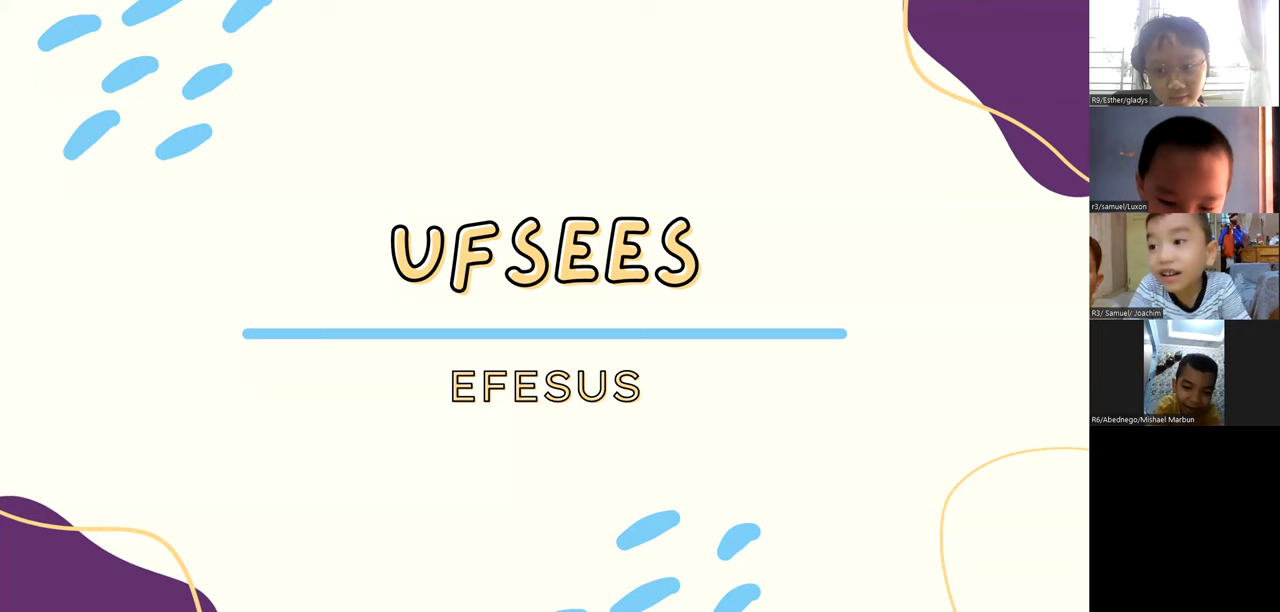 UFSEES
EFESUS
R9/Esther/gladys
r3/samuel/Luxon
R3/ Samuel/ Joachim
R6/Abednego/Mishael Marbun